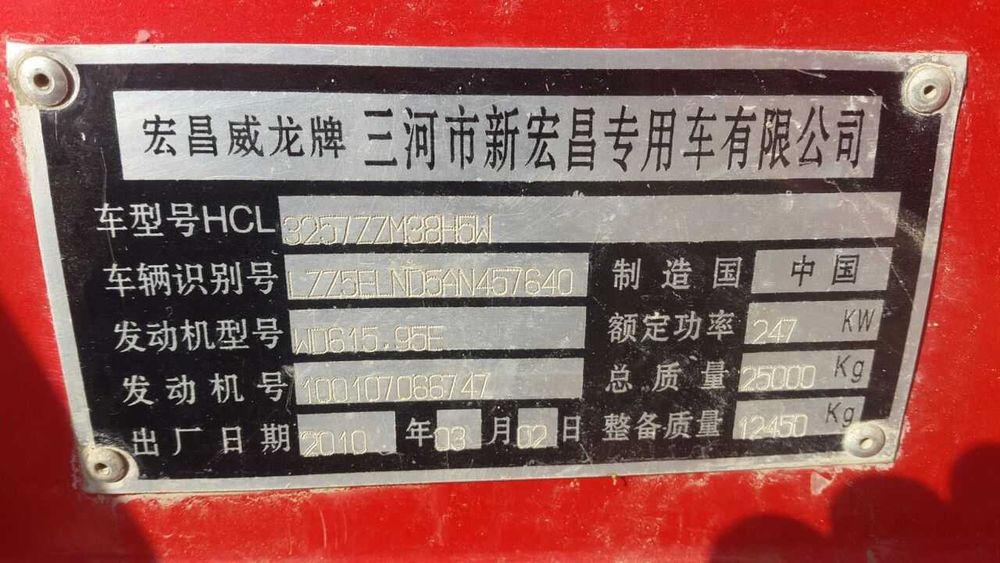 宏昌威龙牌 三河市新宏昌专用车有限公司
车型号HCL 3257ZZM38H5W
车辆识别号 LZZ5ELND5AN457640 制造国 中国
发动机型号 WD615.95E 额定功率 247 KW
发动机号 100107066747 总质量 25000 Kg
出厂日期 2010 年 03 月 02 日 整备质量 12450 Kg